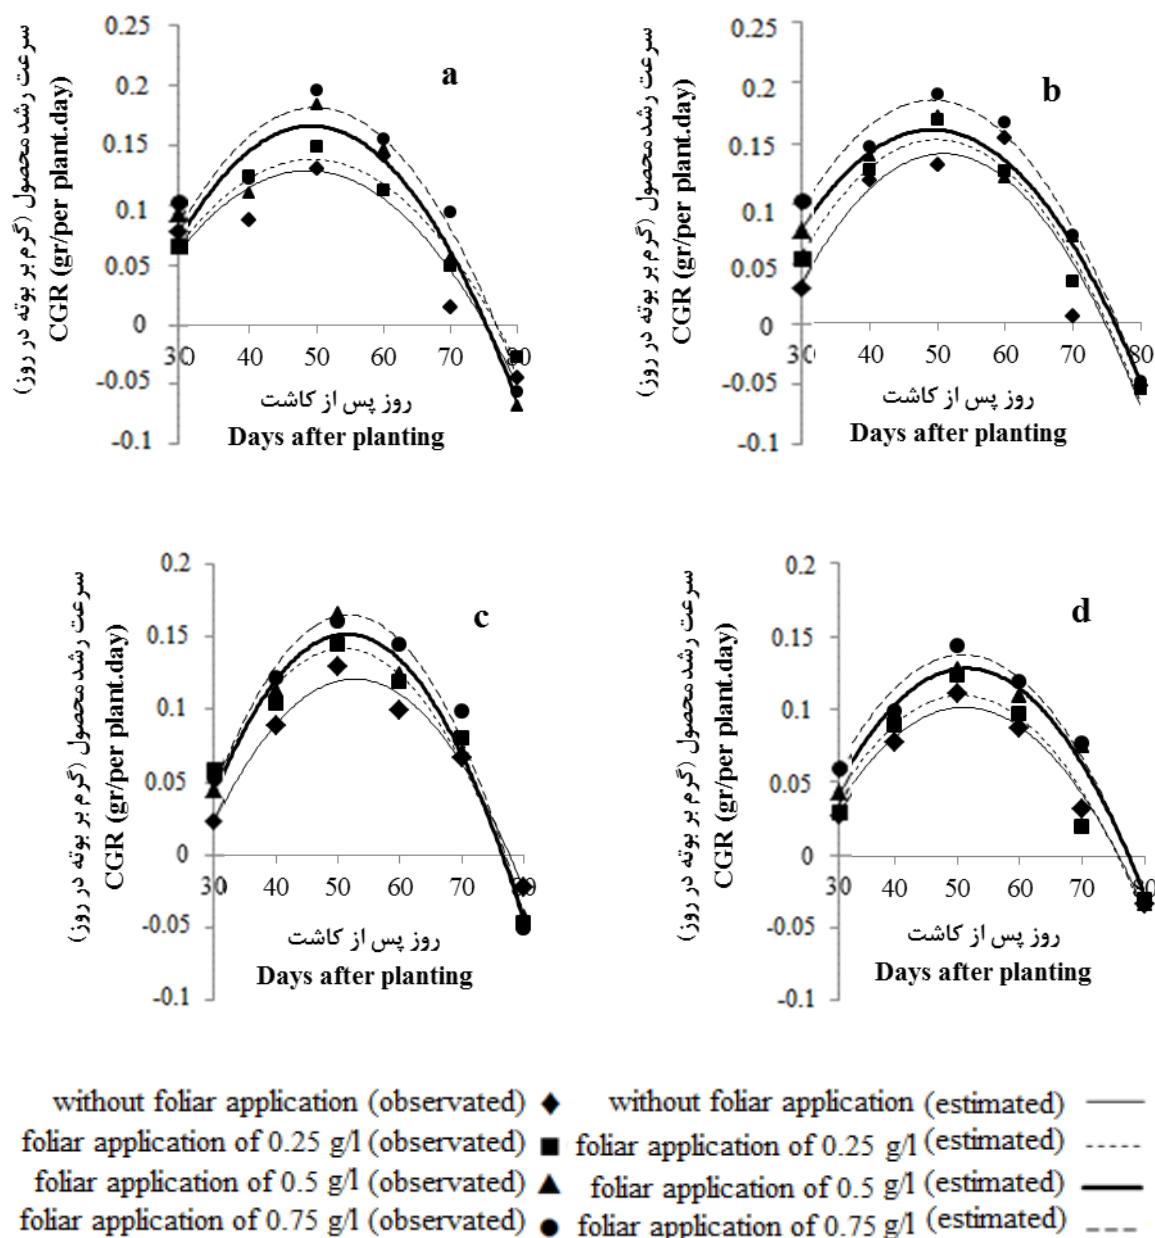 سرعت رشد محصول (گرم بر بوته در روز)
CGR (gr/per plant.day)
0.25
0.2
0.15
0.1
0.05
0
-0.05
-0.1
a
30 40 50 60 70 80
روز پس از کاشت
Days after planting
سرعت رشد محصول (گرم بر بوته در روز)
CGR (gr/per plant.day)
0.25
0.2
0.15
0.1
0.05
0
-0.05
-0.1
b
30 40 50 60 70 80
روز پس از کاشت
Days after planting
سرعت رشد محصول (گرم بر بوته در روز)
CGR (gr/per plant.day)
0.2
0.15
0.1
0.05
0
-0.05
-0.1
c
30 40 50 60 70 80
روز پس از کاشت
Days after planting
سرعت رشد محصول (گرم بر بوته در روز)
CGR (gr/per plant.day)
0.2
0.15
0.1
0.05
0
-0.05
-0.1
d
30 40 50 60 70 80
روز پس از کاشت
Days after planting
without foliar application (observated)
foliar application of 0.25 g/l (observated)
foliar application of 0.5 g/l (observated)
foliar application of 0.75 g/l (observated)
without foliar application (estimated)
foliar application of 0.25 g/l (estimated)
foliar application of 0.5 g/l (estimated)
foliar application of 0.75 g/l (estimated)